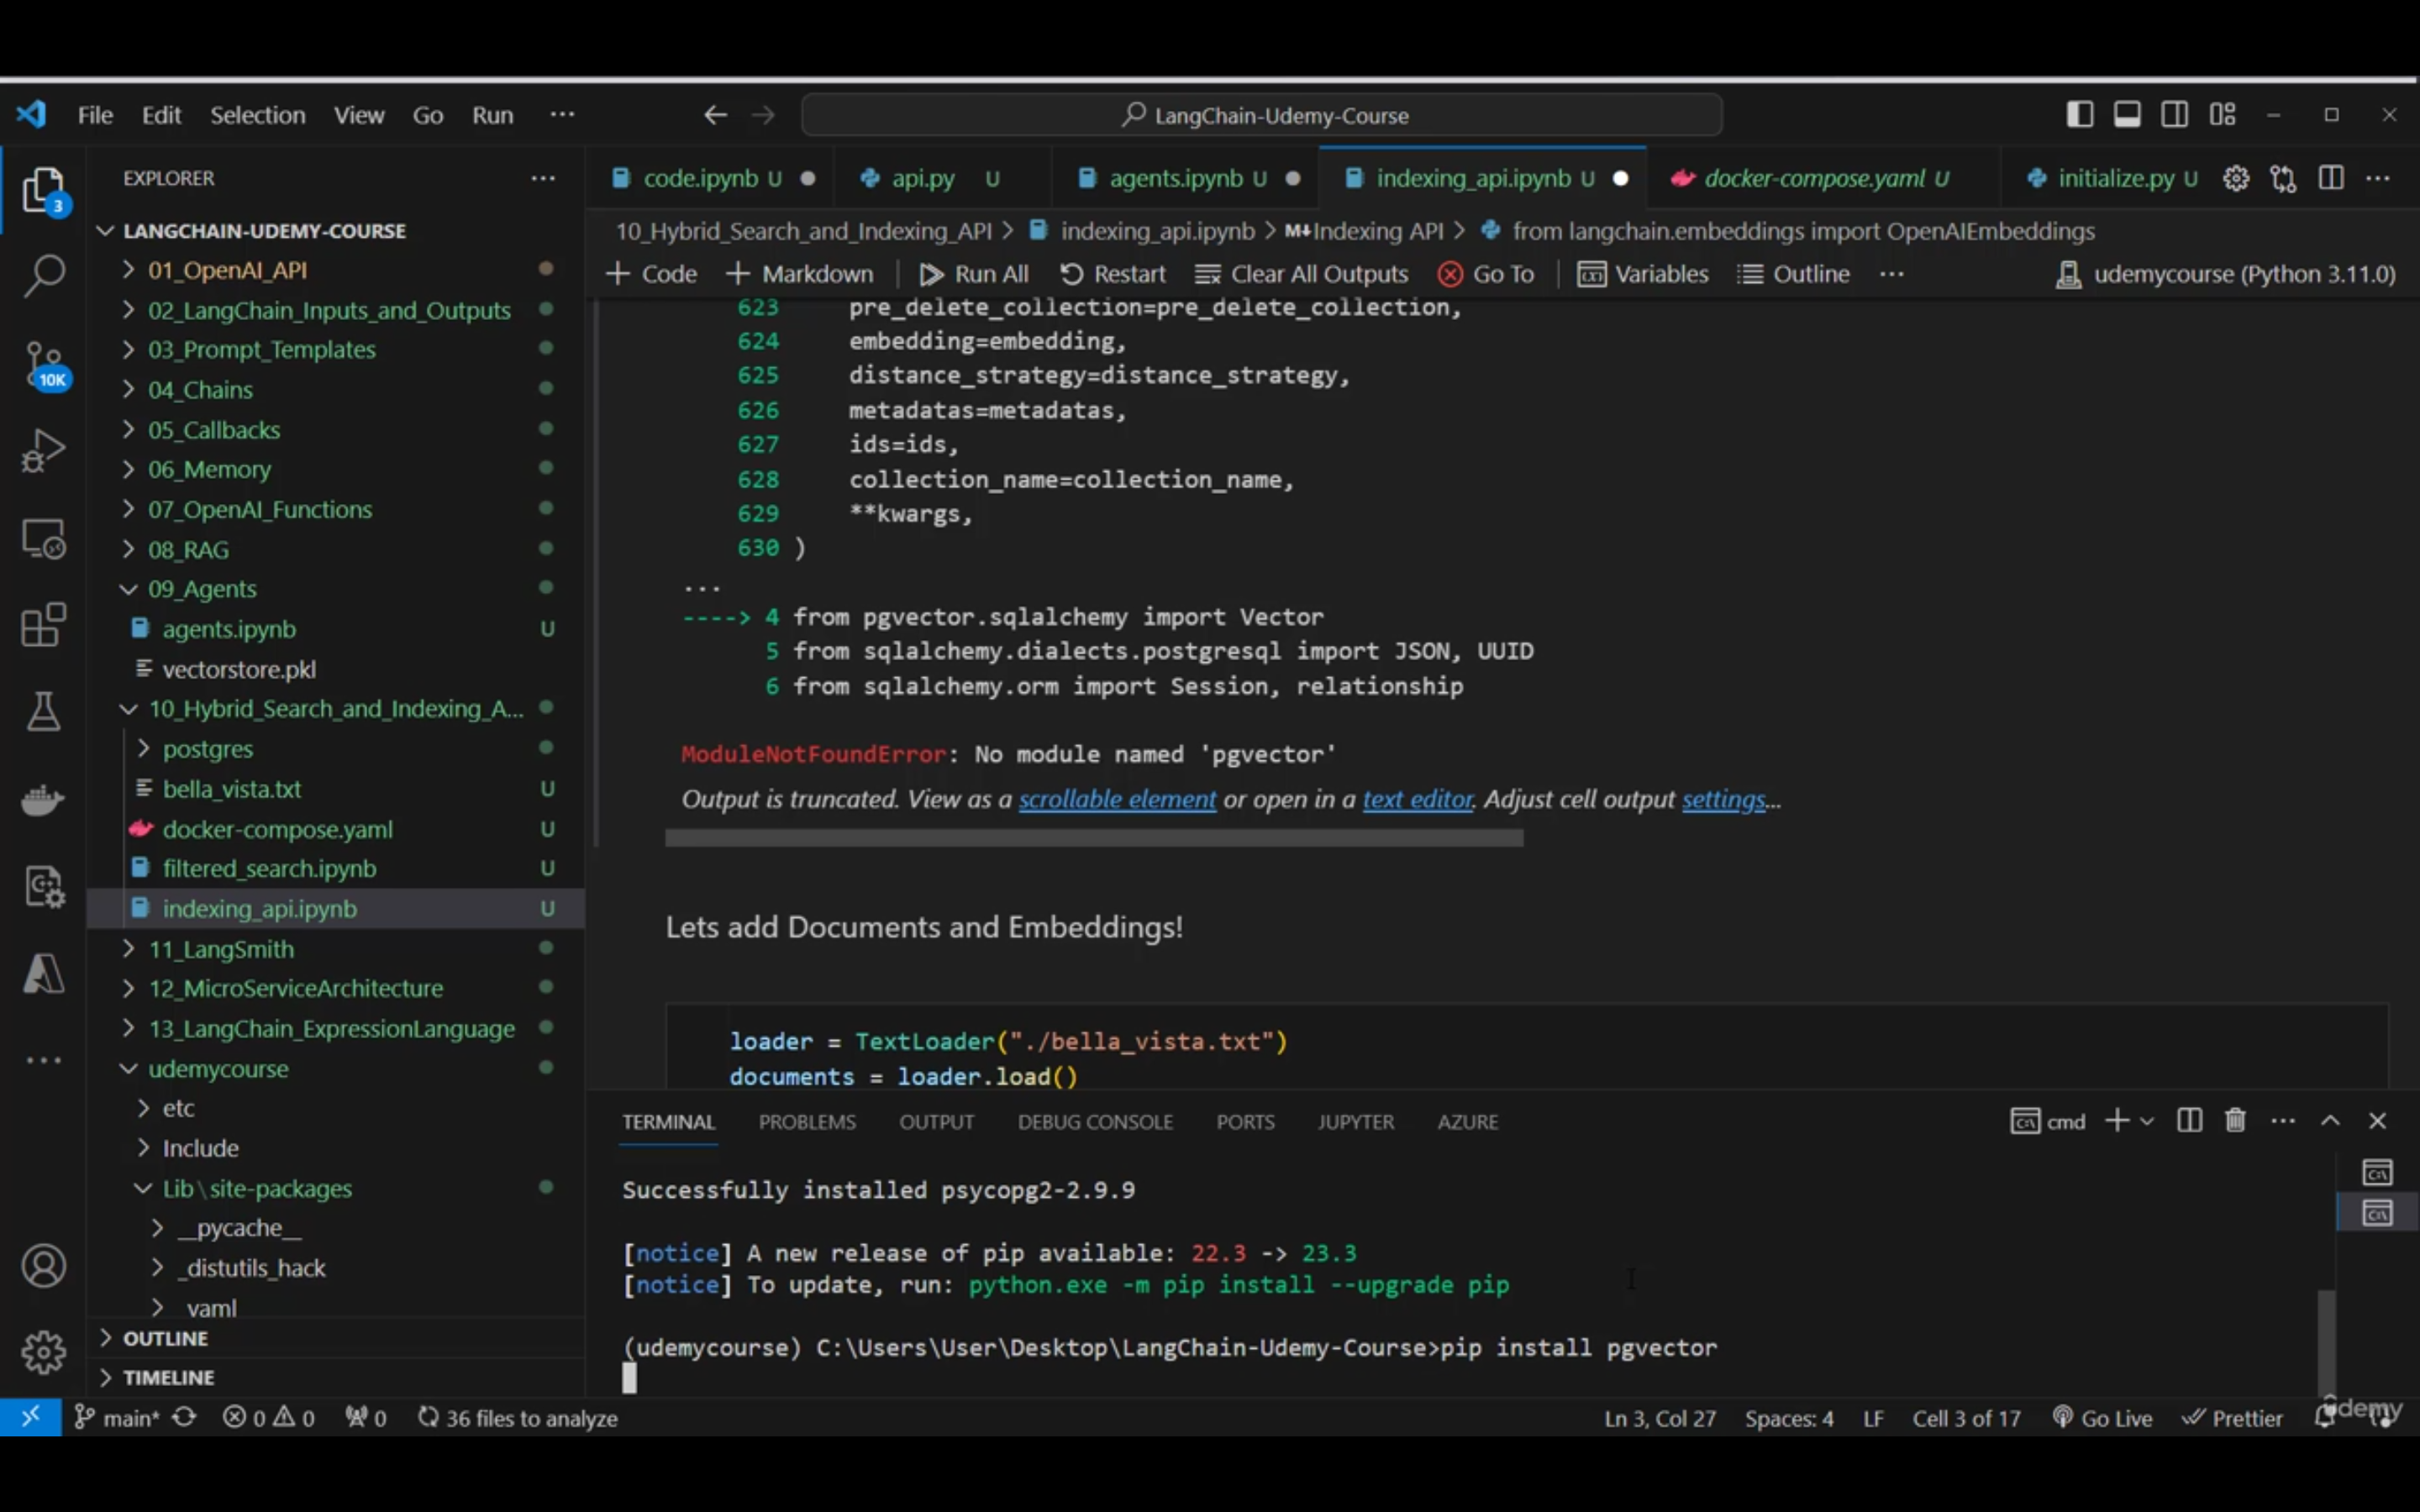 File Edit Selection View Go Run ··· LangChain-Udemy-Course
EXPLORER ···
3
10K
LANGCHAIN-UDEMY-COURSE
01_OpenAI_API
02_LangChain_Inputs_and_Outputs
03_Prompt_Templates
04_Chains
05_Callbacks
06_Memory
07_OpenAI_Functions
08_RAG
09_Agents
agents.ipynb U
vectorstore.pkl
10_Hybrid_Search_and_Indexing_A...
postgres
bella_vista.txt U
docker-compose.yaml U
filtered_search.ipynb U
indexing_api.ipynb U
11_LangSmith
12_MicroServiceArchitecture
13_LangChain_ExpressionLanguage
udemycourse
etc
Include
Lib\site-packages
__pycache__
_distutils_hack
_yaml
OUTLINE
TIMELINE
code.ipynb U api.py U agents.ipynb U indexing_api.ipynb U docker-compose.yaml U initialize.py U ···
10_Hybrid_Search_and_Indexing_API > indexing_api.ipynb > M↓Indexing API > from langchain.embeddings import OpenAIEmbeddings
+ Code + Markdown Run All Restart Clear All Outputs Go To Variables Outline ··· udemycourse (Python 3.11.0)
623 pre_delete_collection=pre_delete_collection,
624 embedding=embedding,
625 distance_strategy=distance_strategy,
626 metadatas=metadatas,
627 ids=ids,
628 collection_name=collection_name,
629 **kwargs,
630 )
...
----> 4 from pgvector.sqlalchemy import Vector
5 from sqlalchemy.dialects.postgresql import JSON, UUID
6 from sqlalchemy.orm import Session, relationship
ModuleNotFoundError: No module named 'pgvector'
Output is truncated. View as a scrollable element or open in a text editor. Adjust cell output settings...
Lets add Documents and Embeddings!
loader = TextLoader("./bella_vista.txt")
documents = loader.load()
TERMINAL PROBLEMS OUTPUT DEBUG CONSOLE PORTS JUPYTER AZURE cmd
Successfully installed psycopg2-2.9.9
[notice] A new release of pip available: 22.3 -> 23.3
[notice] To update, run: python.exe -m pip install --upgrade pip
(udemycourse) C:\Users\User\Desktop\LangChain-Udemy-Course>pip install pgvector
main* 0 0 0 36 files to analyze Ln 3, Col 27 Spaces: 4 LF Cell 3 of 17 Go Live Prettier
udemy